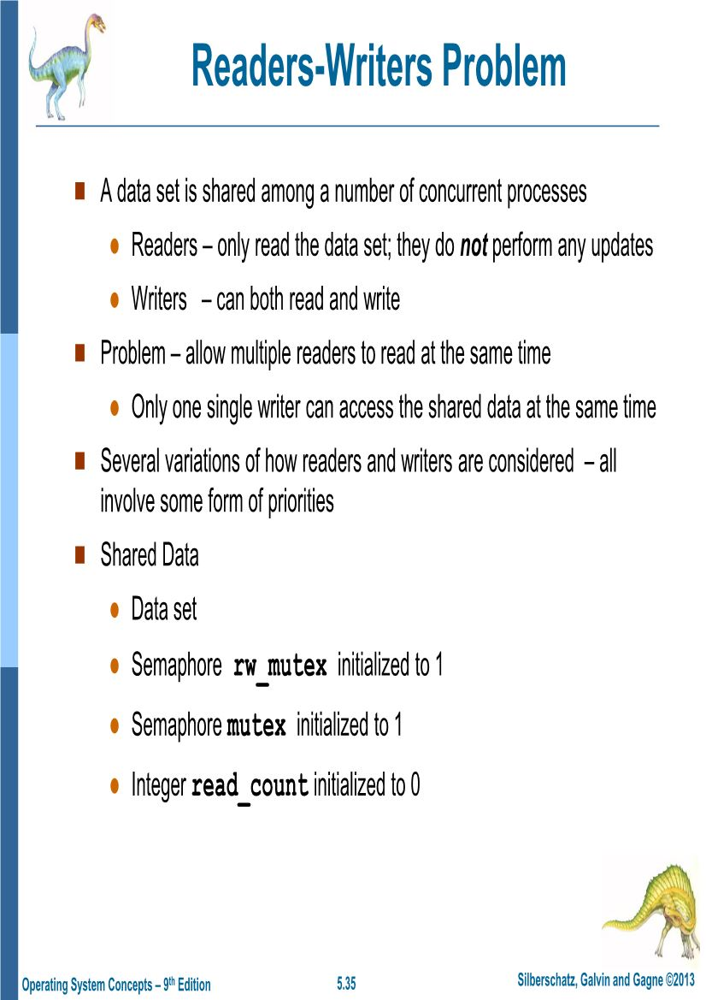 Readers-Writers Problem
A data set is shared among a number of concurrent processes
Readers – only read the data set; they do not perform any updates
Writers – can both read and write
Problem – allow multiple readers to read at the same time
Only one single writer can access the shared data at the same time
Several variations of how readers and writers are considered – all
involve some form of priorities
Shared Data
Data set
Semaphore rw_mutex initialized to 1
Semaphore mutex initialized to 1
Integer read_count initialized to 0
Operating System Concepts – 9th Edition
5.35
Silberschatz, Galvin and Gagne ©2013